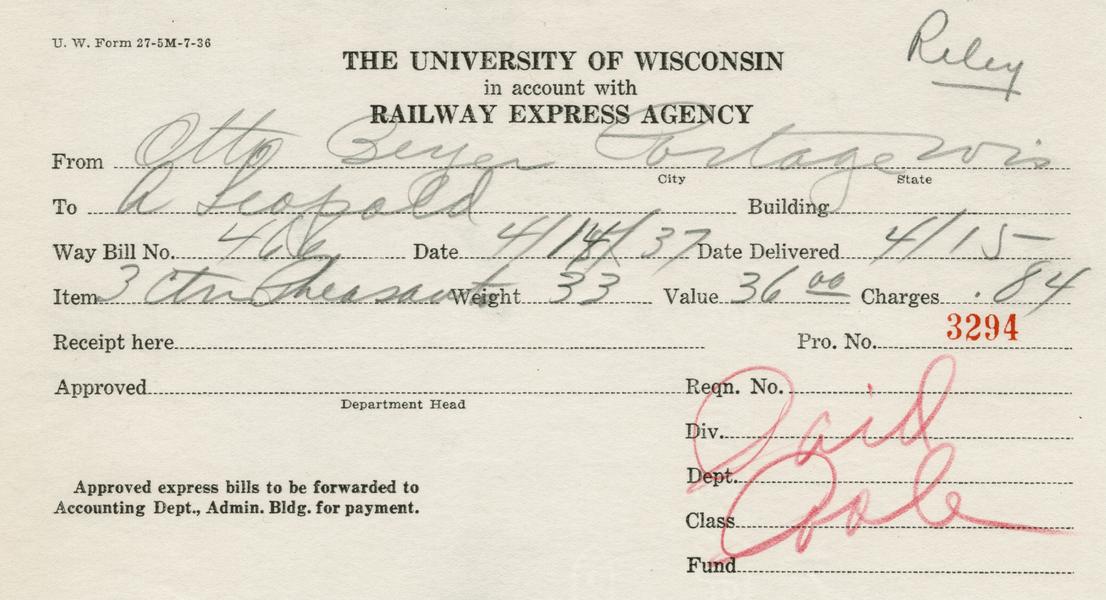 U. W. Form 27-5M-7-36
Riley
THE UNIVERSITY OF WISCONSIN
in account with
RAILWAY EXPRESS AGENCY
From Otto Beyer Portage Wis
City State
To A Leopold Building
Way Bill No. 466 Date 4/14/37 Date Delivered 4/15
Item 3 Ctn Pheasants Weight 33 Value 36 00 Charges .84
Receipt here Pro. No. 3294
Approved Reqn. No.
Department Head
Paid
Div.
Dept.
Approved express bills to be forwarded to
Accounting Dept., Admin. Bldg. for payment.
Class
Fund